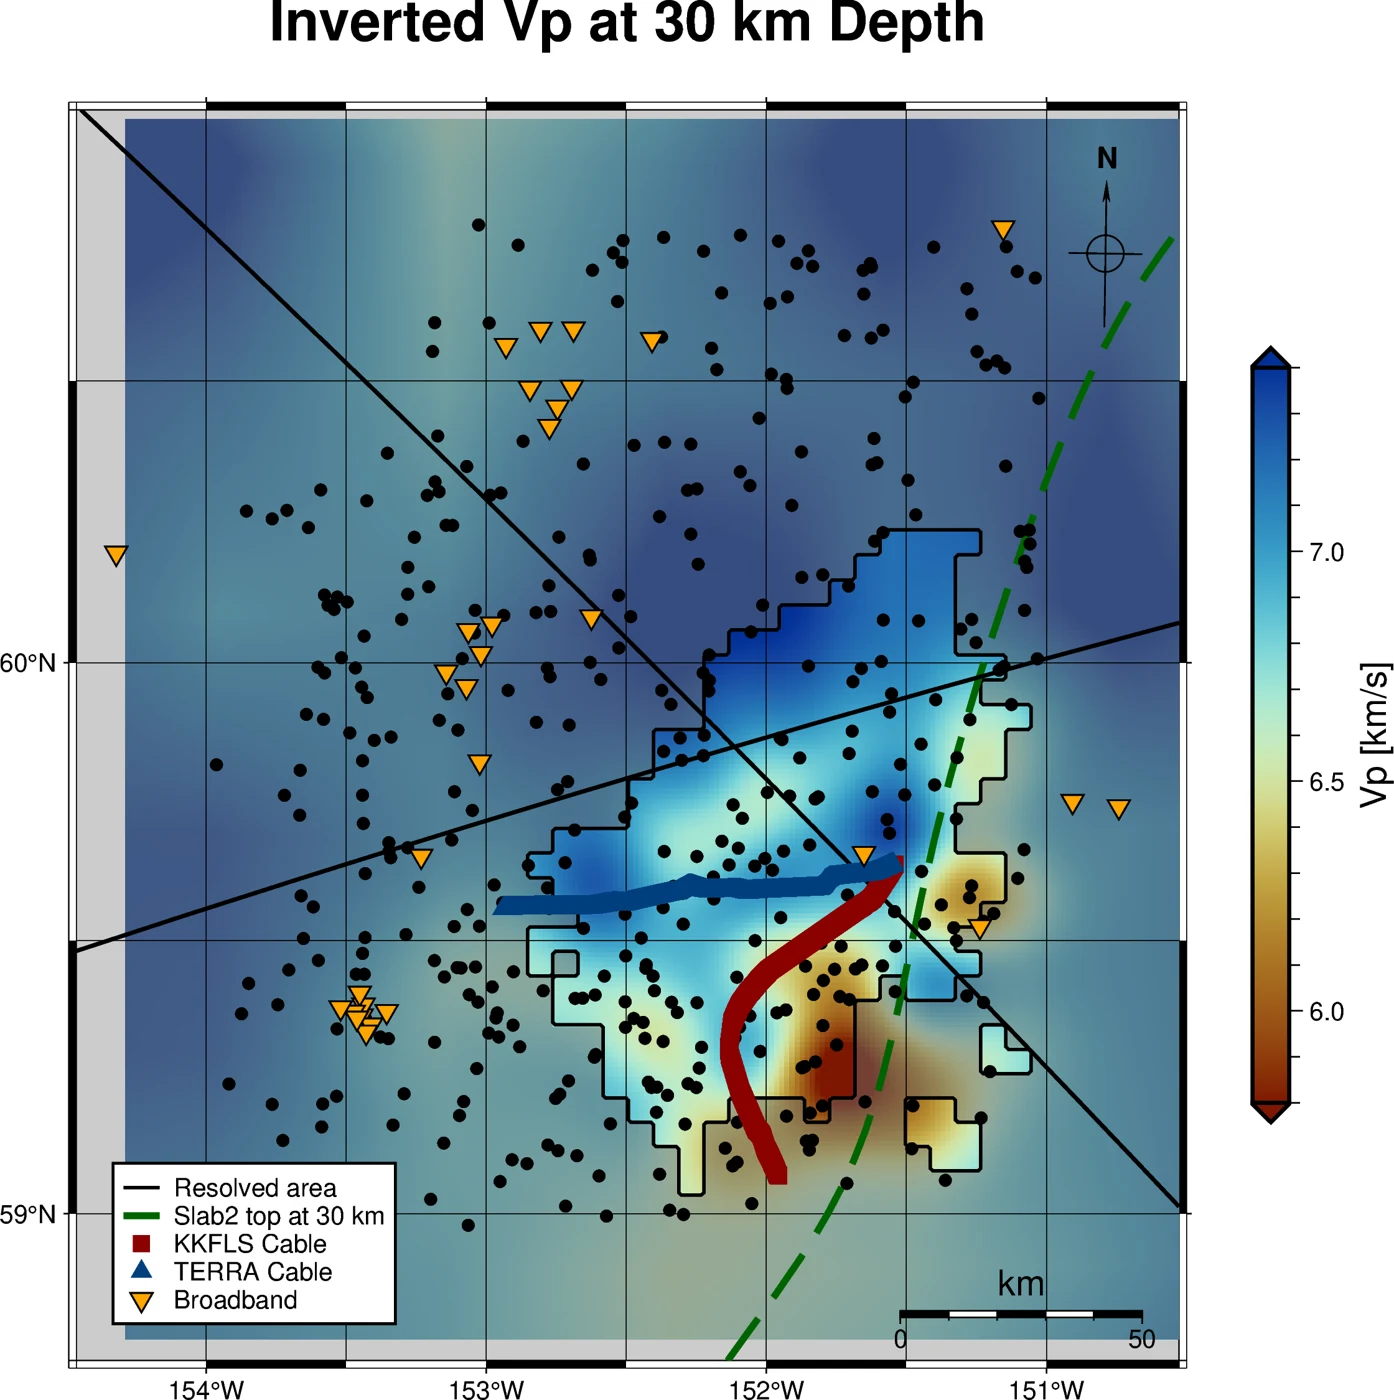 Inverted Vp at 30 km Depth
N
7.0
6.5
6.0
Vp [km/s]
60°N
59°N
Resolved area
Slab2 top at 30 km
KKFLS Cable
TERRA Cable
Broadband
km
0
50
154°W
153°W
152°W
151°W